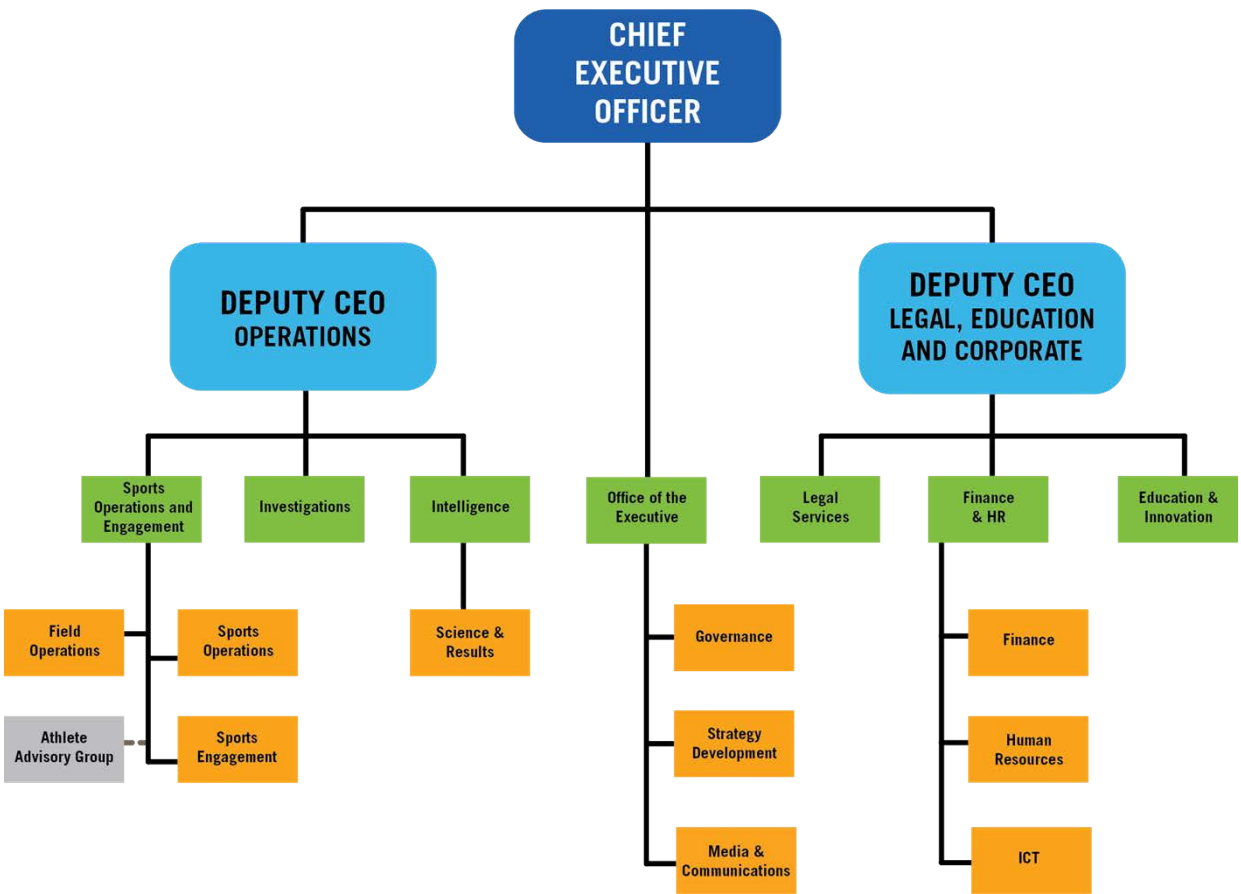 CHIEF
EXECUTIVE
OFFICER
DEPUTY CEO
OPERATIONS
DEPUTY CEO
LEGAL, EDUCATION
AND CORPORATE
Sports
Operations and
Engagement
Investigations
Intelligence
Office of the
Executive
Legal
Services
Finance
& HR
Education &
Innovation
Field
Operations
Sports
Operations
Science &
Results
Governance
Finance
Athlete
Advisory Group
Sports
Engagement
Strategy
Development
Human
Resources
Media &
Communications
ICT